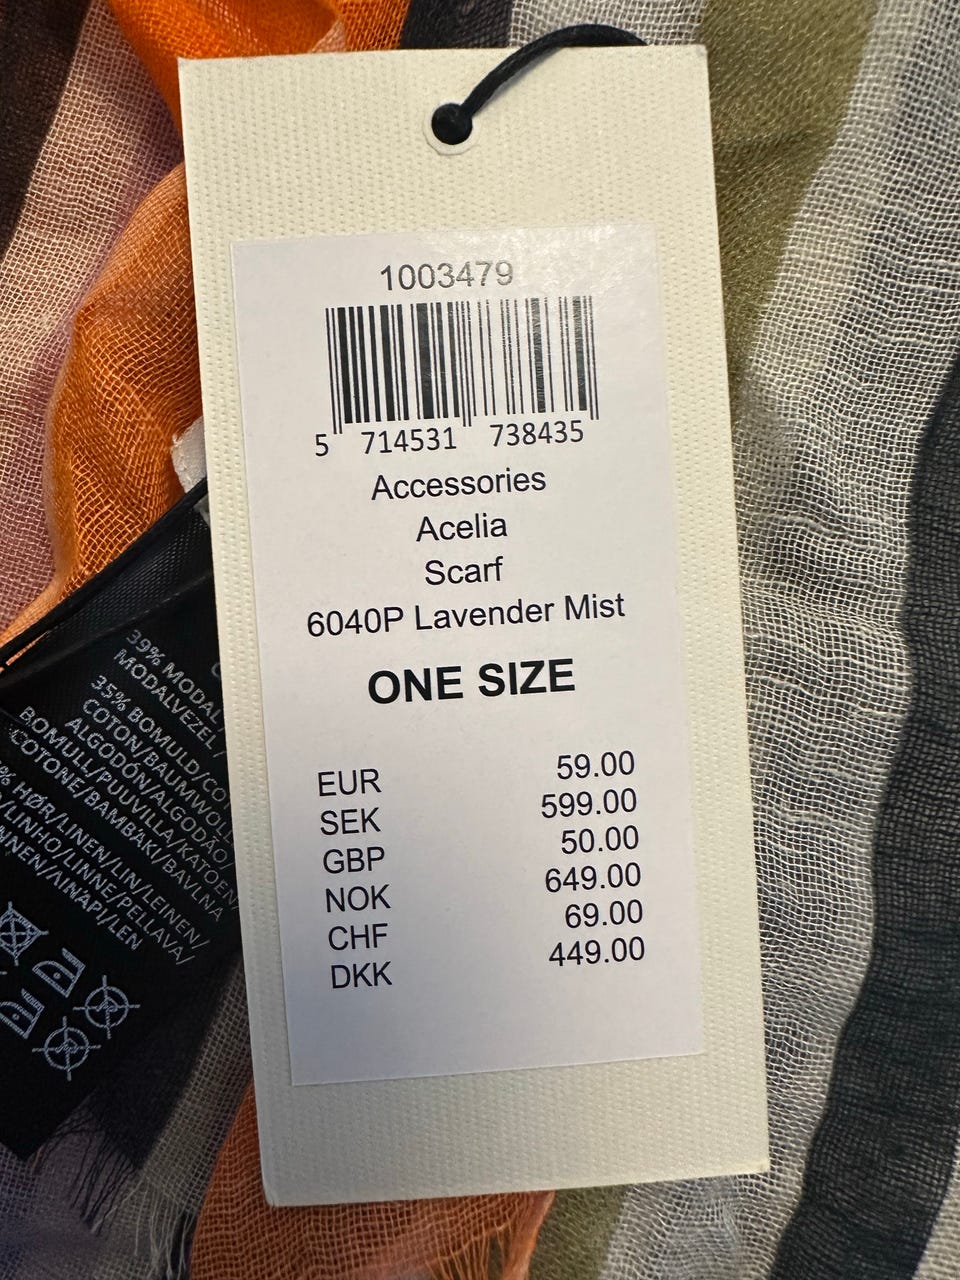 1003479
5 714531 738435
Accessories
Acelia
Scarf
6040P Lavender Mist
ONE SIZE
EUR 59.00
SEK 599.00
GBP 50.00
NOK 649.00
CHF 69.00
DKK 449.00
39% MODAL
MODALVEZEL/
35% BOMULD/CO
COTON/BAUMWOLL
ALGODÓN/ALGODÃO/
BOMULL/PUUVILLA/KATOEN
COTONE/BAMBAKI/BAVLNA
% HØR/LINEN/LIN/LEINEN/
/LINHO/LINNE/PELLAVA/
NEN/AINAPI/LEN